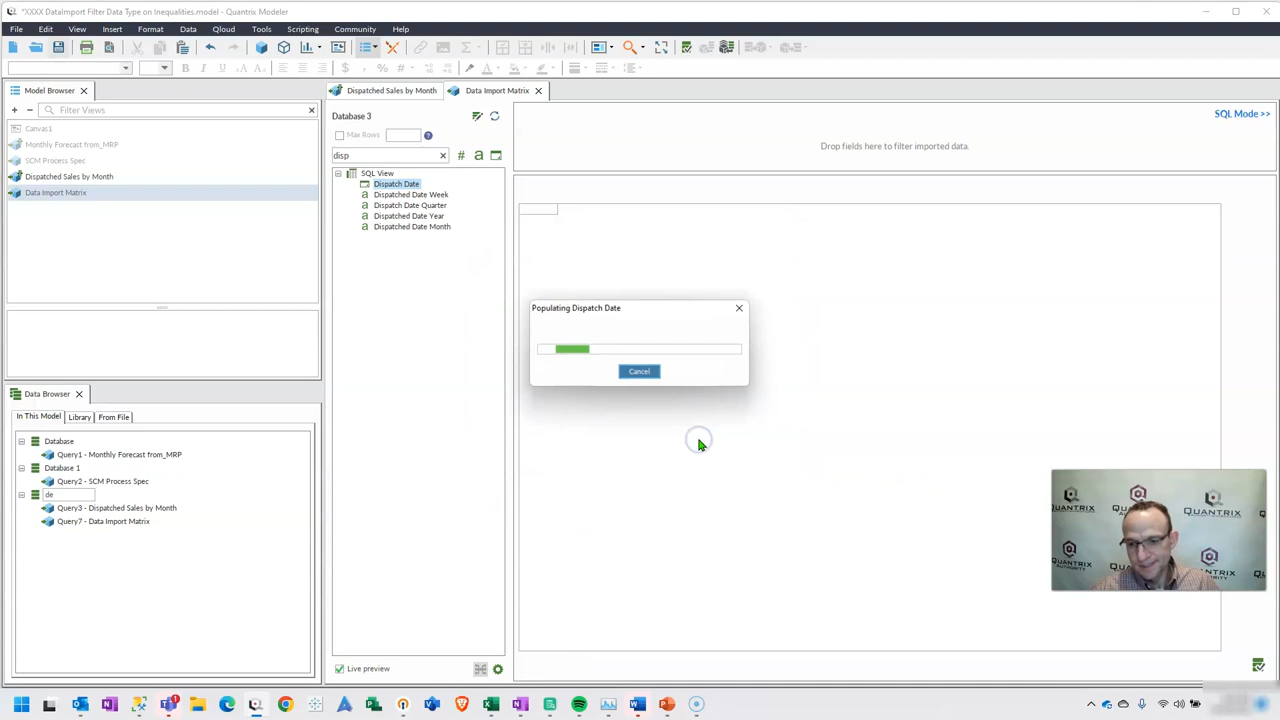 *XXXX DataImport Filter Data Type on Inequalities.model - Quantrix Modeler
File Edit View Insert Format Data Qloud Tools Scripting Community Help
Model Browser
Dispatched Sales by Month
Data Import Matrix
Filter Views
Canvas1
Monthly Forecast from_MRP
SCM Process Spec
Dispatched Sales by Month
Data Import Matrix
Database 3
Max Rows
disp
SQL View
Dispatch Date
Dispatched Date Week
Dispatch Date Quarter
Dispatched Date Year
Dispatched Date Month
SQL Mode >>
Drop fields here to filter imported data.
Populating Dispatch Date
Cancel
Data Browser
In This Model Library From File
Database
Query1 - Monthly Forecast from_MRP
Database 1
Query2 - SCM Process Spec
de
Query3 - Dispatched Sales by Month
Query7 - Data Import Matrix
Live preview
QUANTRIX
QUANTRIX
AUTHORITY